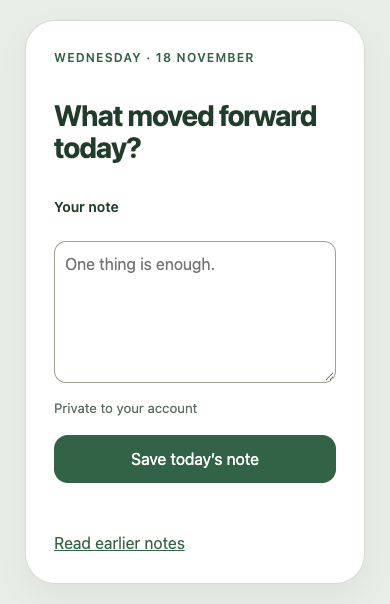 WEDNESDAY · 18 NOVEMBER
What moved forward
today?
Your note
One thing is enough.
Private to your account
Save today's note
Read earlier notes